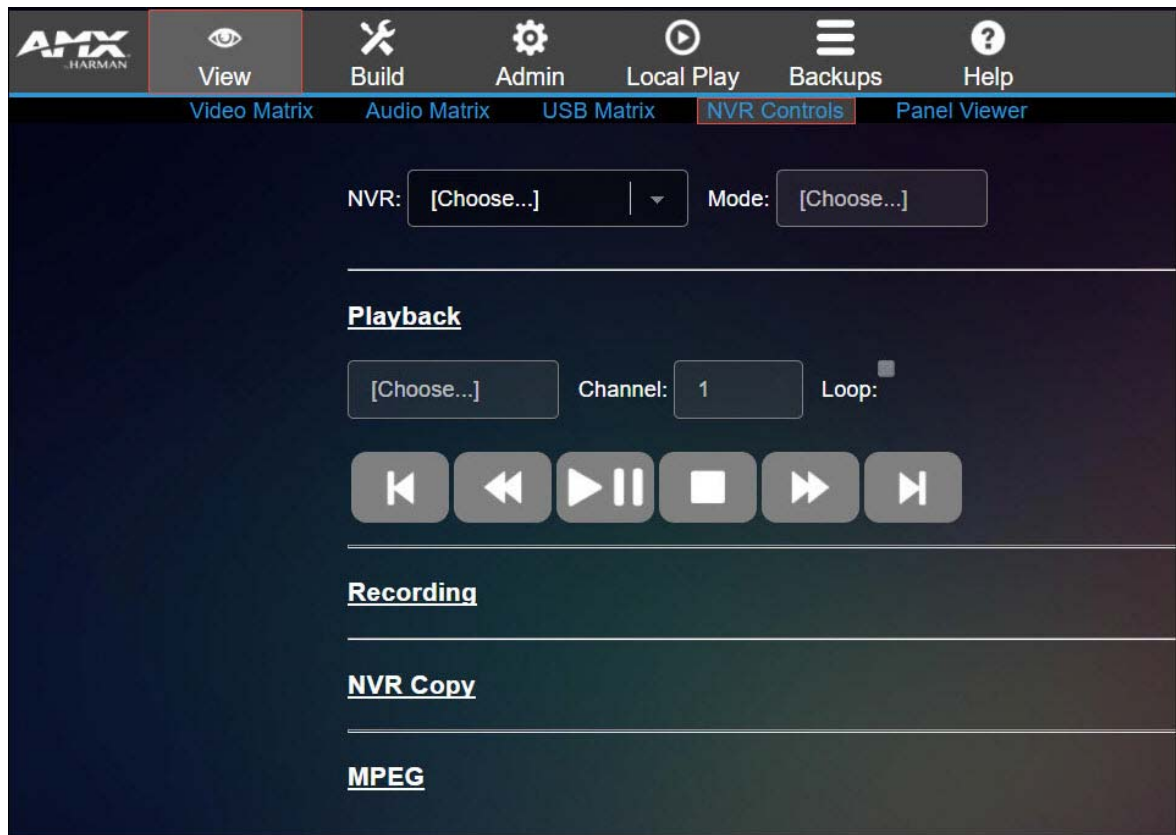 AMX
HARMAN
View Build Admin Local Play Backups Help
Video Matrix Audio Matrix USB Matrix NVR Controls Panel Viewer
NVR: [Choose...] Mode: [Choose...]
Playback
[Choose...] Channel: 1 Loop:
Recording
NVR Copy
MPEG